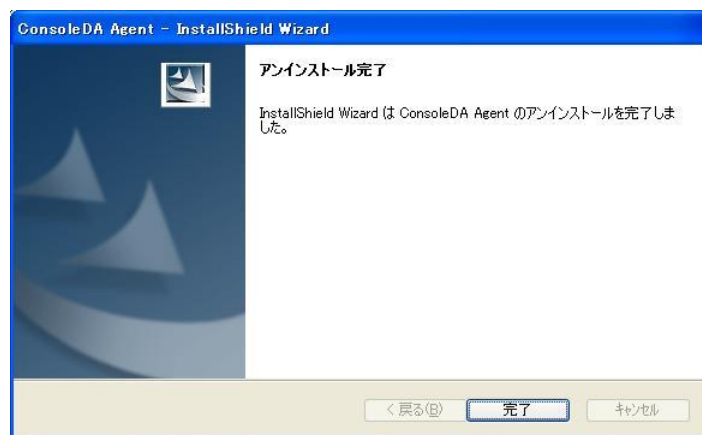 ConsoleDA Agent - InstallShield Wizard
アンインストール完了
InstallShield Wizard は ConsoleDA Agent のアンインストールを完了しま
した。
< 戻る(B)
完了
キャンセル